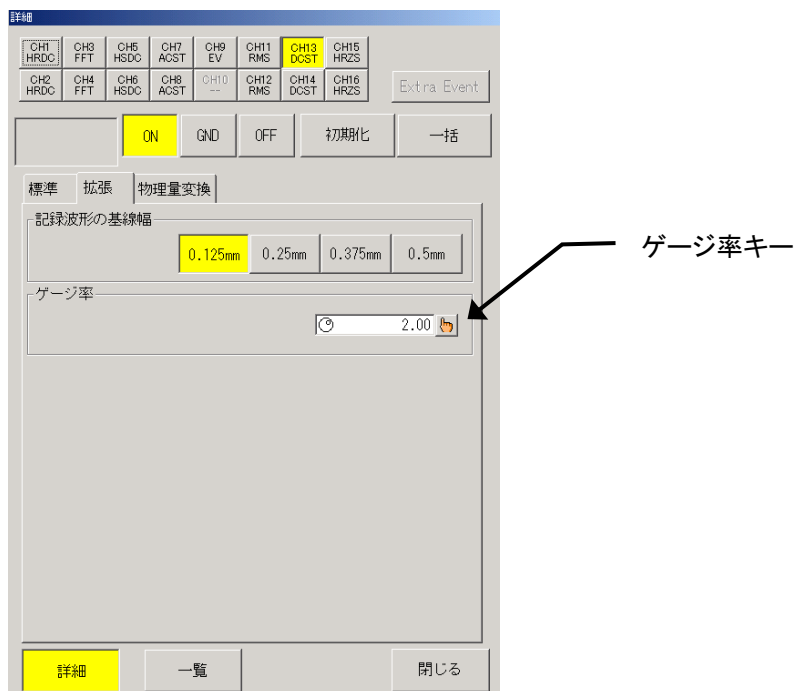 詳細
CH1 CH3 CH5 CH7 CH9 CH11 CH13 CH15
HRDC FFT HSDC ACST EV RMS DCST HRZS
CH2 CH4 CH6 CH8 CH10 CH12 CH14 CH16
HRDC FFT HSDC ACST -- RMS DCST HRZS
Extra Event
ON GND OFF 初期化 一括
標準 拡張 物理量変換
記録波形の基線幅
0.125mm 0.25mm 0.375mm 0.5mm
ゲージ率キー
ゲージ率
2.00
詳細 一覧 閉じる